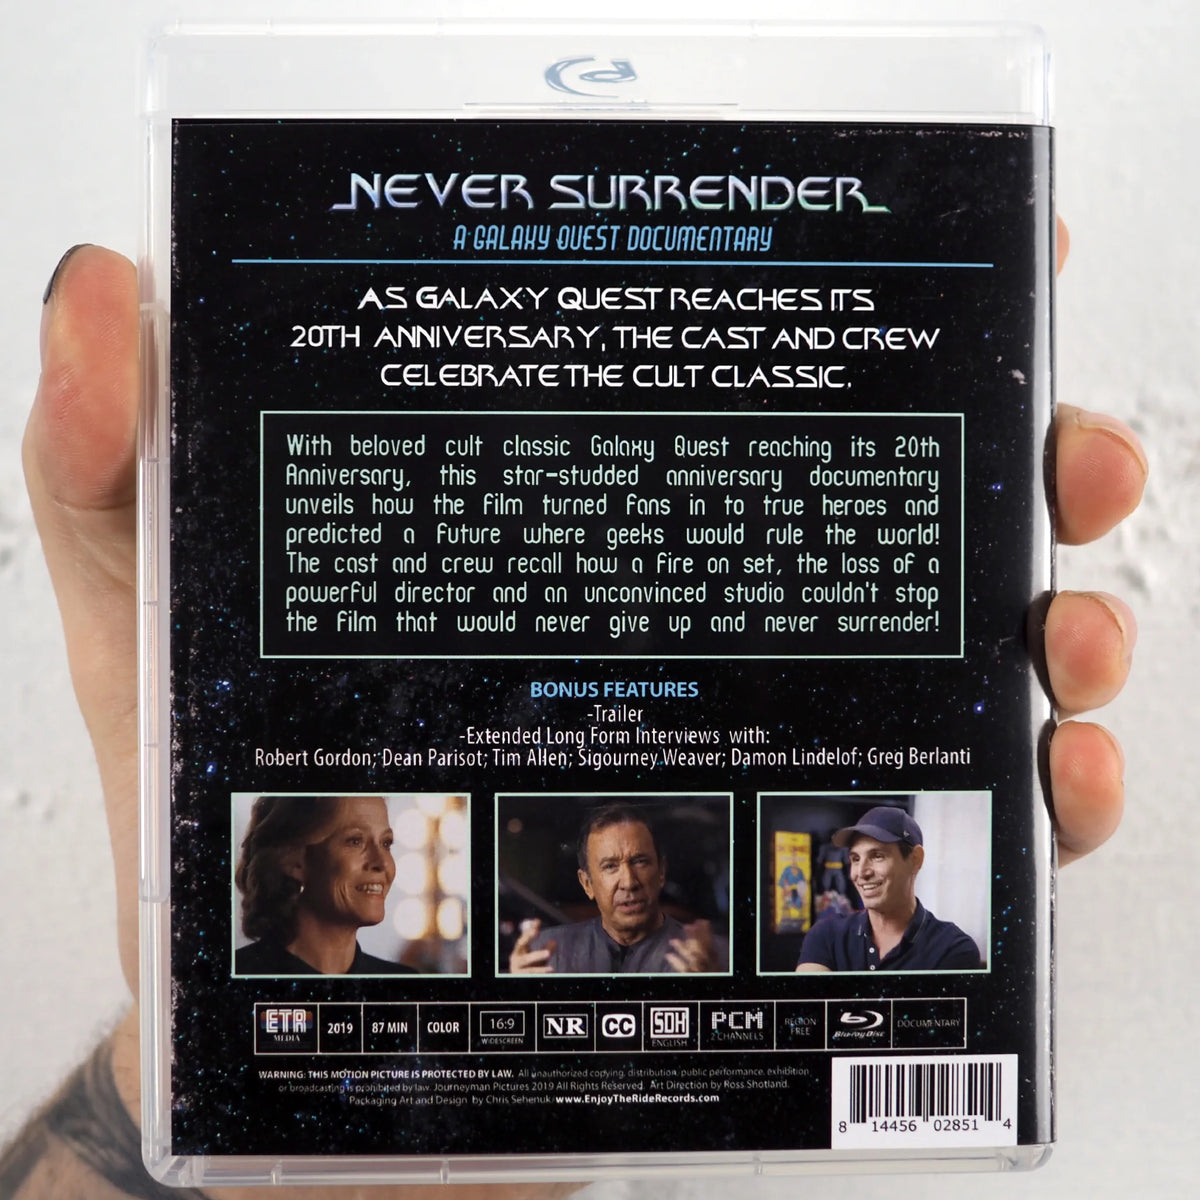 NEVER SURRENDER
A GALAXY QUEST DOCUMENTARY
AS GALAXY QUEST REACHES ITS
20TH ANNIVERSARY, THE CAST AND CREW
CELEBRATE THE CULT CLASSIC.
With beloved cult classic Galaxy Quest reaching its 20th
Anniversary, this star-studded anniversary documentary
unveils how the film turned fans in to true heroes and
predicted a future where geeks would rule the world!
The cast and crew recall how a fire on set, the loss of a
powerful director and an unconvinced studio couldn't stop
the film that would never give up and never surrender!
BONUS FEATURES
-Trailer
-Extended Long Form Interviews with:
Robert Gordon; Dean Parisot; Tim Allen; Sigourney Weaver; Damon Lindelof; Greg Berlanti
ETR MEDIA
2019
87 MIN
COLOR
16:9 WIDESCREEN
NR
CC
SDH ENGLISH
PCM 2 CHANNELS
REGION FREE
Blu-ray Disc
DOCUMENTARY
WARNING: THIS MOTION PICTURE IS PROTECTED BY LAW. All unauthorized copying, distribution, public performance, exhibition
or broadcasting is prohibited by law. Journeyman Pictures 2019 All Rights Reserved. Art Direction by Ross Shotland.
Packaging Art and Design by Chris Sehenuk/www.EnjoyTheRideRecords.com
8 14456 02851 4